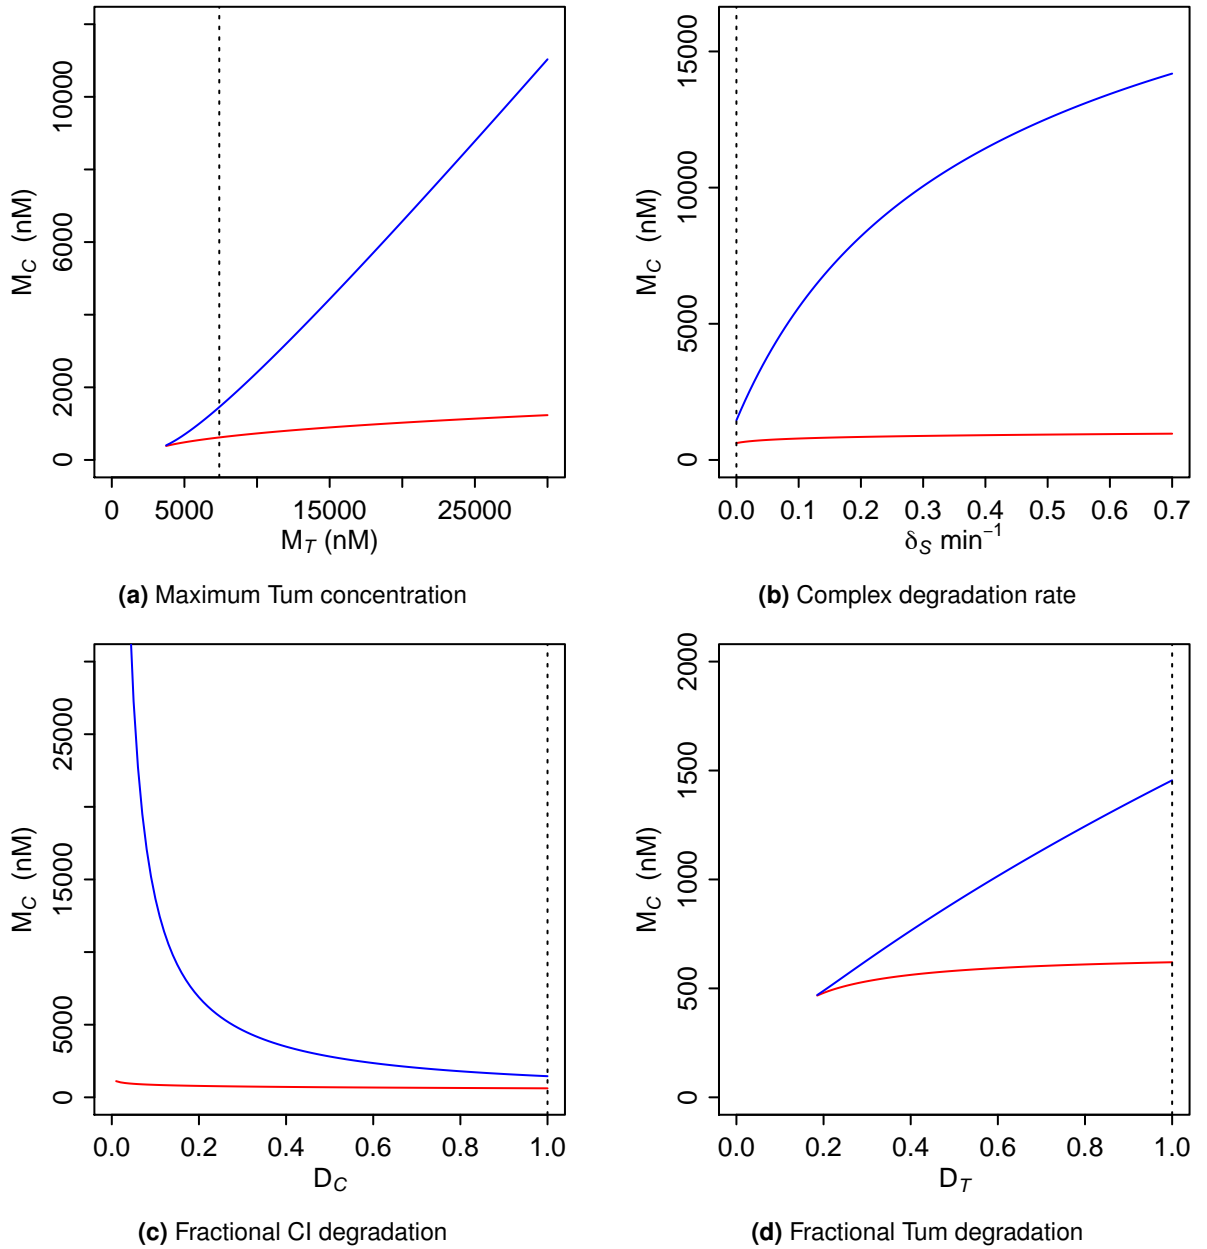 M_C (nM)
0 2000 6000 10000
0 5000 15000 25000
M_T (nM)
(a) Maximum Tum concentration
M_C (nM)
0 5000 10000 15000
0.0 0.1 0.2 0.3 0.4 0.5 0.6 0.7
δ_S min⁻¹
(b) Complex degradation rate
M_C (nM)
0 5000 15000 25000
0.0 0.2 0.4 0.6 0.8 1.0
D_C
(c) Fractional CI degradation
M_C (nM)
0 500 1000 1500 2000
0.0 0.2 0.4 0.6 0.8 1.0
D_T
(d) Fractional Tum degradation